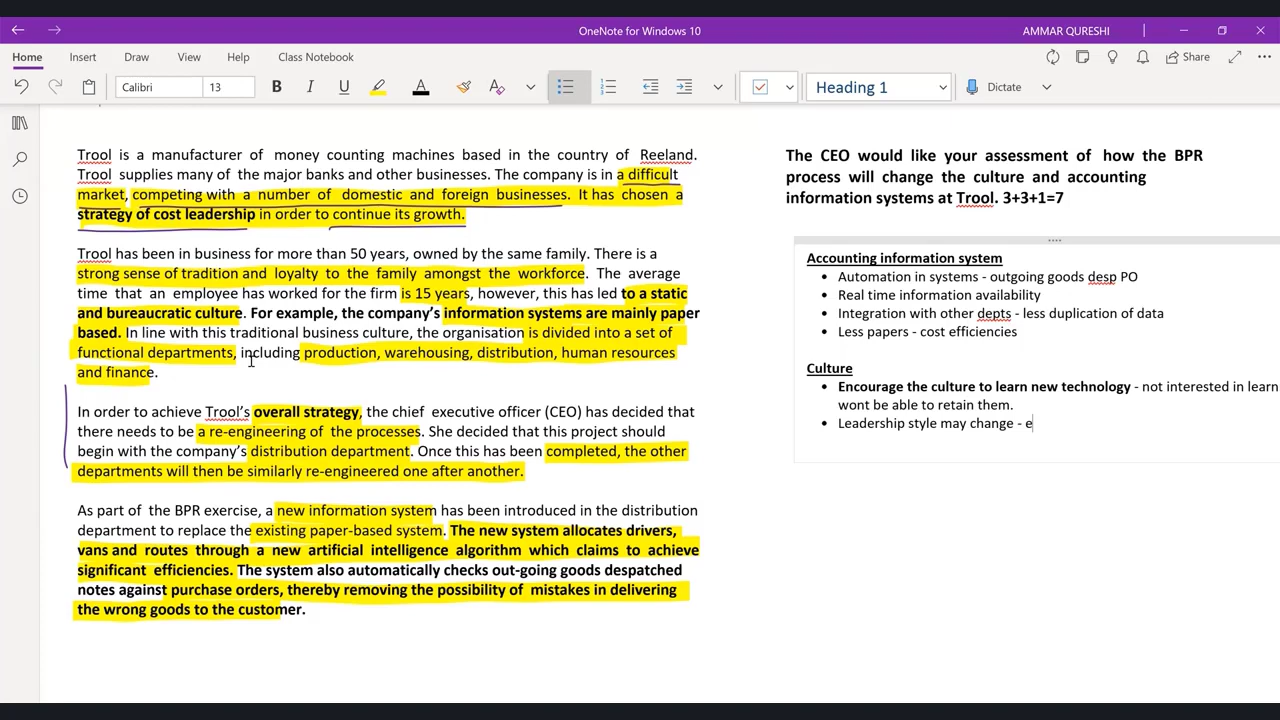 OneNote for Windows 10
AMMAR QURESHI
Home Insert Draw View Help Class Notebook
Share
Calibri 13 B I U A Heading 1 Dictate
Trool is a manufacturer of money counting machines based in the country of Reeland.
Trool supplies many of the major banks and other businesses. The company is in a difficult
market, competing with a number of domestic and foreign businesses. It has chosen a
strategy of cost leadership in order to continue its growth.
Trool has been in business for more than 50 years, owned by the same family. There is a
strong sense of tradition and loyalty to the family amongst the workforce. The average
time that an employee has worked for the firm is 15 years, however, this has led to a static
and bureaucratic culture. For example, the company's information systems are mainly paper
based. In line with this traditional business culture, the organisation is divided into a set of
functional departments, including production, warehousing, distribution, human resources
and finance.
In order to achieve Trool's overall strategy, the chief executive officer (CEO) has decided that
there needs to be a re-engineering of the processes. She decided that this project should
begin with the company's distribution department. Once this has been completed, the other
departments will then be similarly re-engineered one after another.
As part of the BPR exercise, a new information system has been introduced in the distribution
department to replace the existing paper-based system. The new system allocates drivers,
vans and routes through a new artificial intelligence algorithm which claims to achieve
significant efficiencies. The system also automatically checks out-going goods despatched
notes against purchase orders, thereby removing the possibility of mistakes in delivering
the wrong goods to the customer.
The CEO would like your assessment of how the BPR
process will change the culture and accounting
information systems at Trool. 3+3+1=7
Accounting information system
• Automation in systems - outgoing goods desp PO
• Real time information availability
• Integration with other depts - less duplication of data
• Less papers - cost efficiencies
Culture
• Encourage the culture to learn new technology - not interested in learn
wont be able to retain them.
• Leadership style may change - e